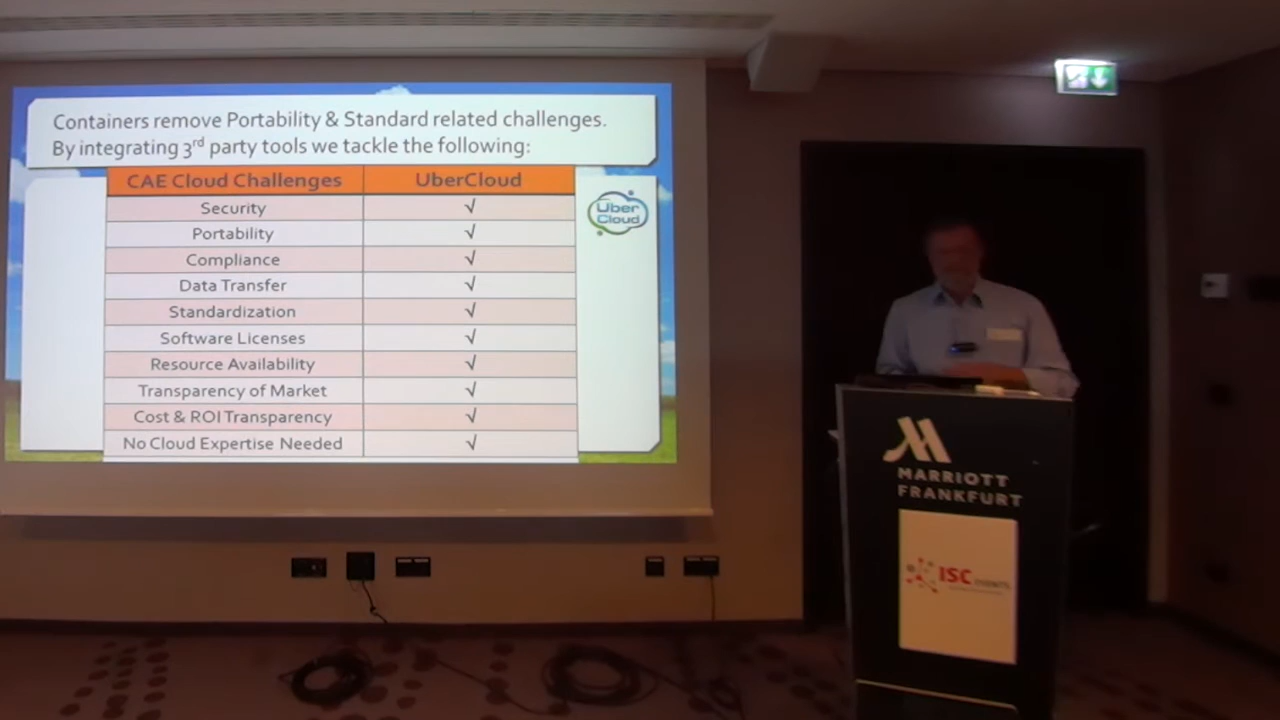 Containers remove Portability & Standard related challenges.
By integrating 3rd party tools we tackle the following:
CAE Cloud Challenges UberCloud
Security √
Portability √
Compliance √
Data Transfer √
Standardization √
Software Licenses √
Resource Availability √
Transparency of Market √
Cost & ROI Transparency √
No Cloud Expertise Needed √
Uber
Cloud
MARRIOTT
FRANKFURT
ISC